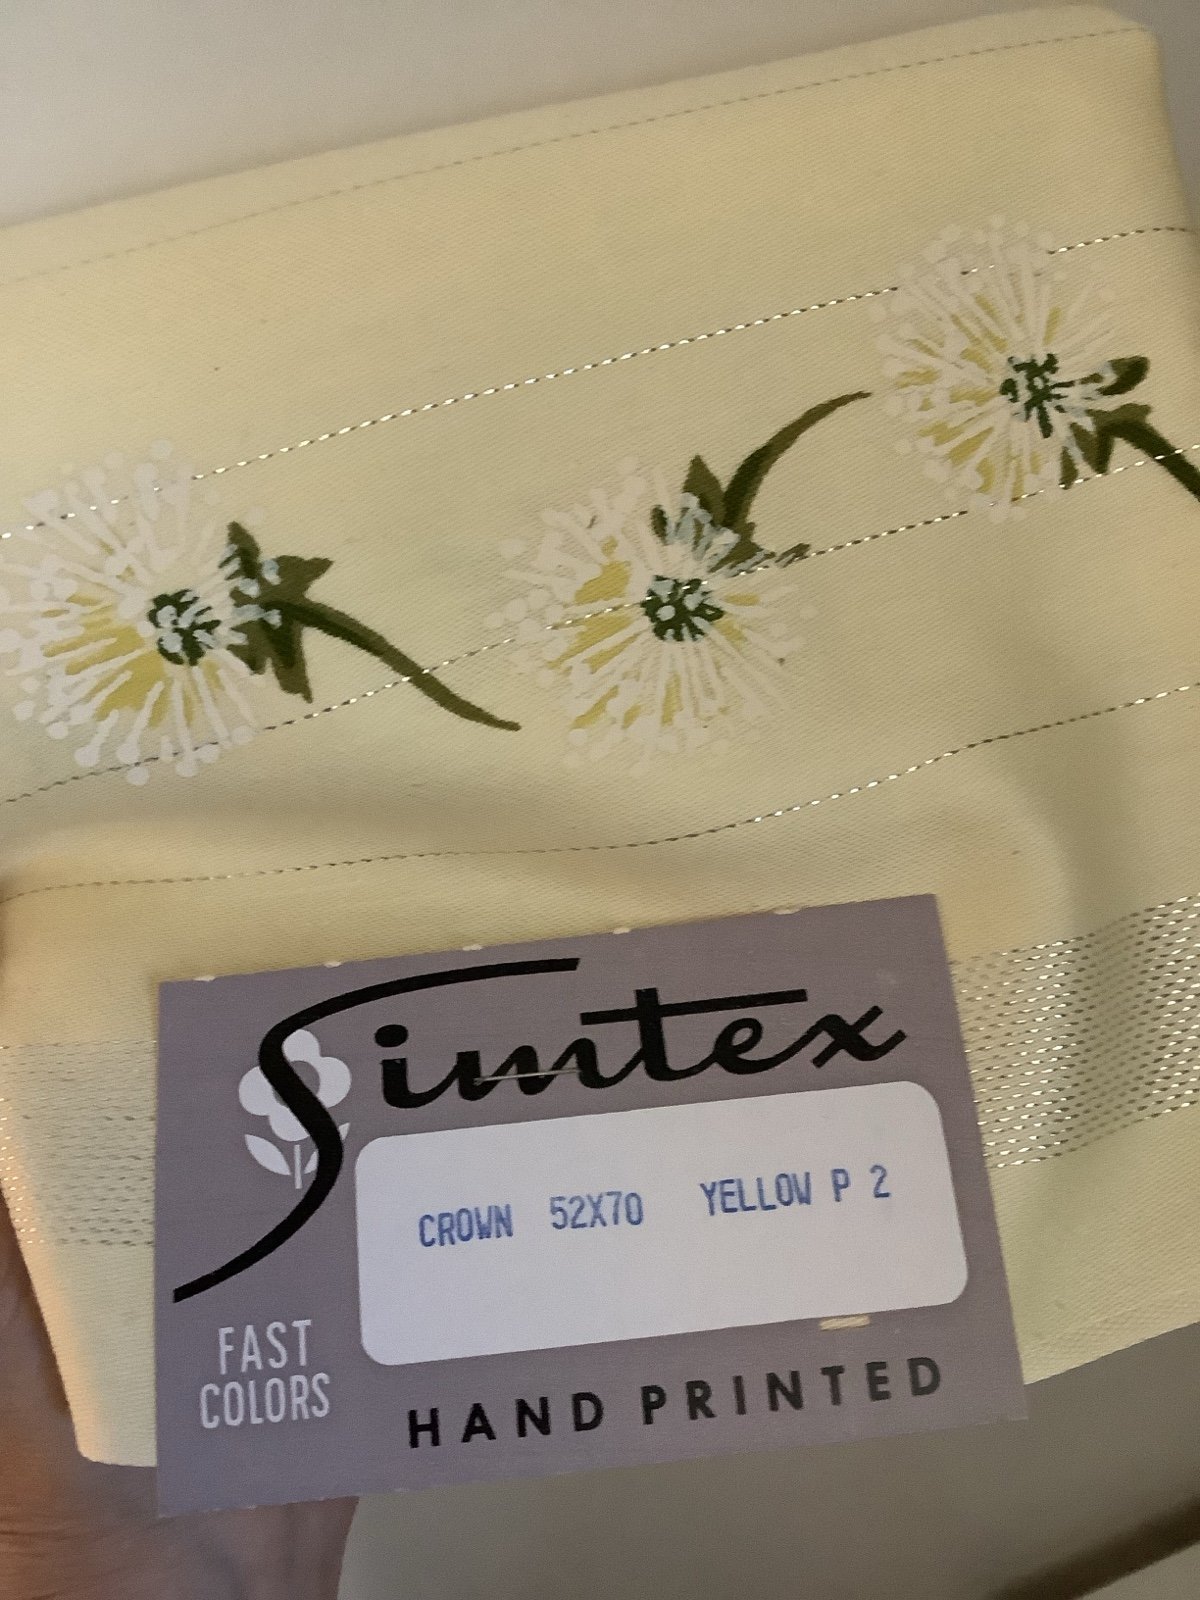 Simtex
CROWN 52X70 YELLOW P 2
FAST
COLORS
HAND PRINTED